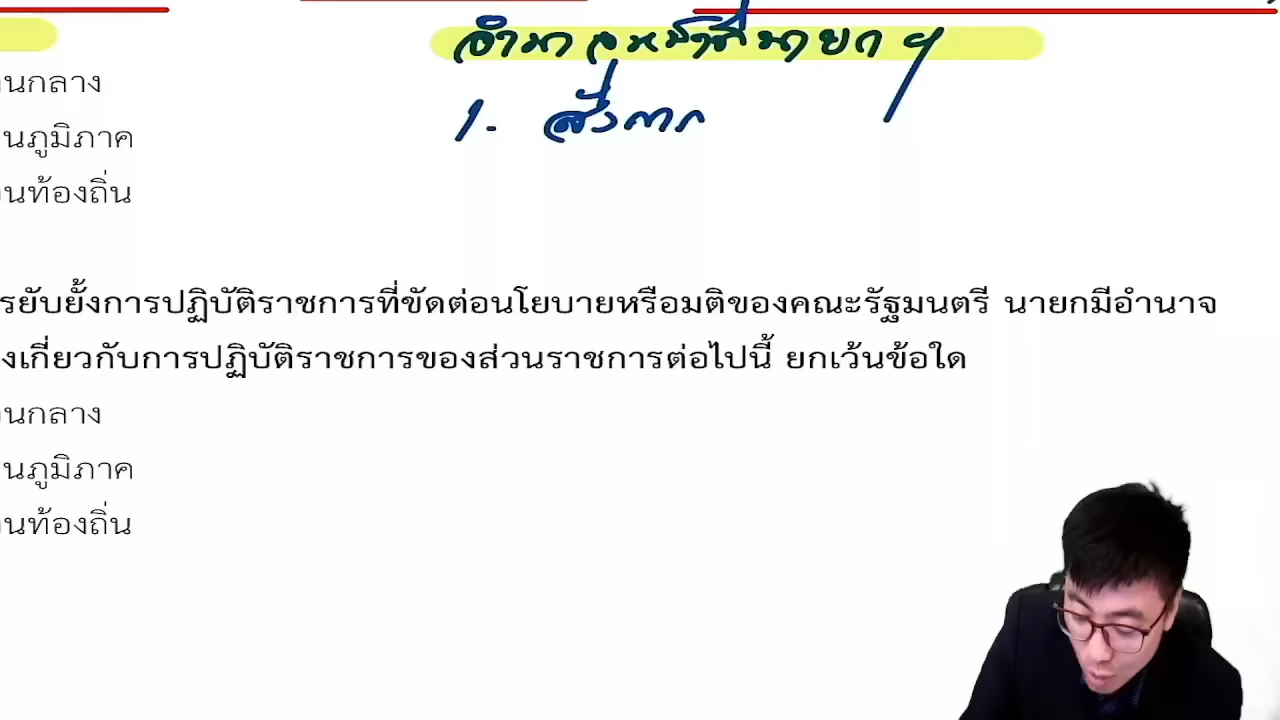 อำนาจหน้าที่นายก ฯ
นกลาง
1. สั่งการ
นภูมิภาค
นท้องถิ่น
รยับยั้งการปฏิบัติราชการที่ขัดต่อนโยบายหรือมติของคณะรัฐมนตรี นายกมีอำนาจ
งเกี่ยวกับการปฏิบัติราชการของส่วนราชการต่อไปนี้ ยกเว้นข้อใด
นกลาง
นภูมิภาค
นท้องถิ่น